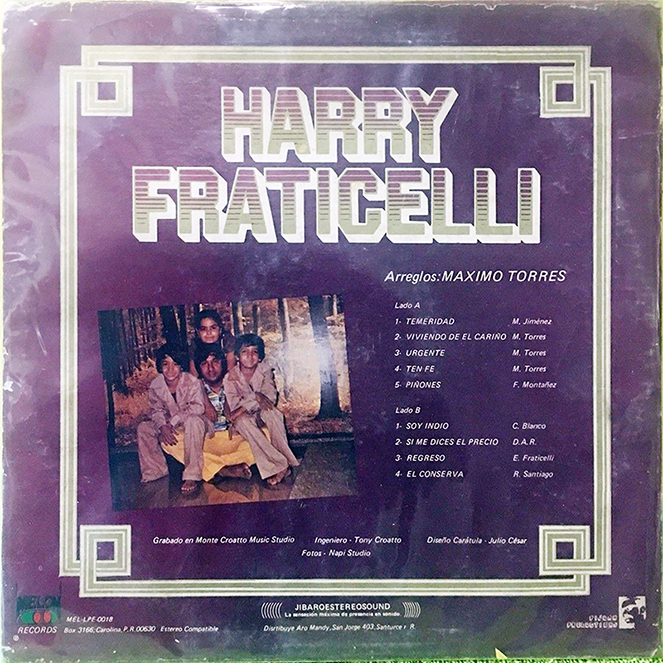 HARRY
FRATICELLI
Arreglos: MAXIMO TORRES
Lado A
1- TEMERIDAD M. Jiménez
2- VIVIENDO DE EL CARIÑO M. Torres
3- URGENTE M. Torres
4- TEN FE M. Torres
5- PIÑONES F. Montañez
Lado B
1- SOY INDIO C. Blanco
2- SI ME DICES EL PRECIO D.A.R.
3- REGRESO E. Fraticelli
4- EL CONSERVA R. Santiago
Grabado en Monte Croatto Music Studio Ingeniero - Tony Croatto Diseño Carátula - Julio César
Fotos - Napi Studio
MELON
RECORDS
MEL-LPE-0018
Box 3166, Carolina, P.R. 00630 Estereo Compatible
JIBAROESTEREOSOUND
La sensación máxima de presencia en sonido.
Distribuye Aro Mandy, San Jorge 403, Santurce R.